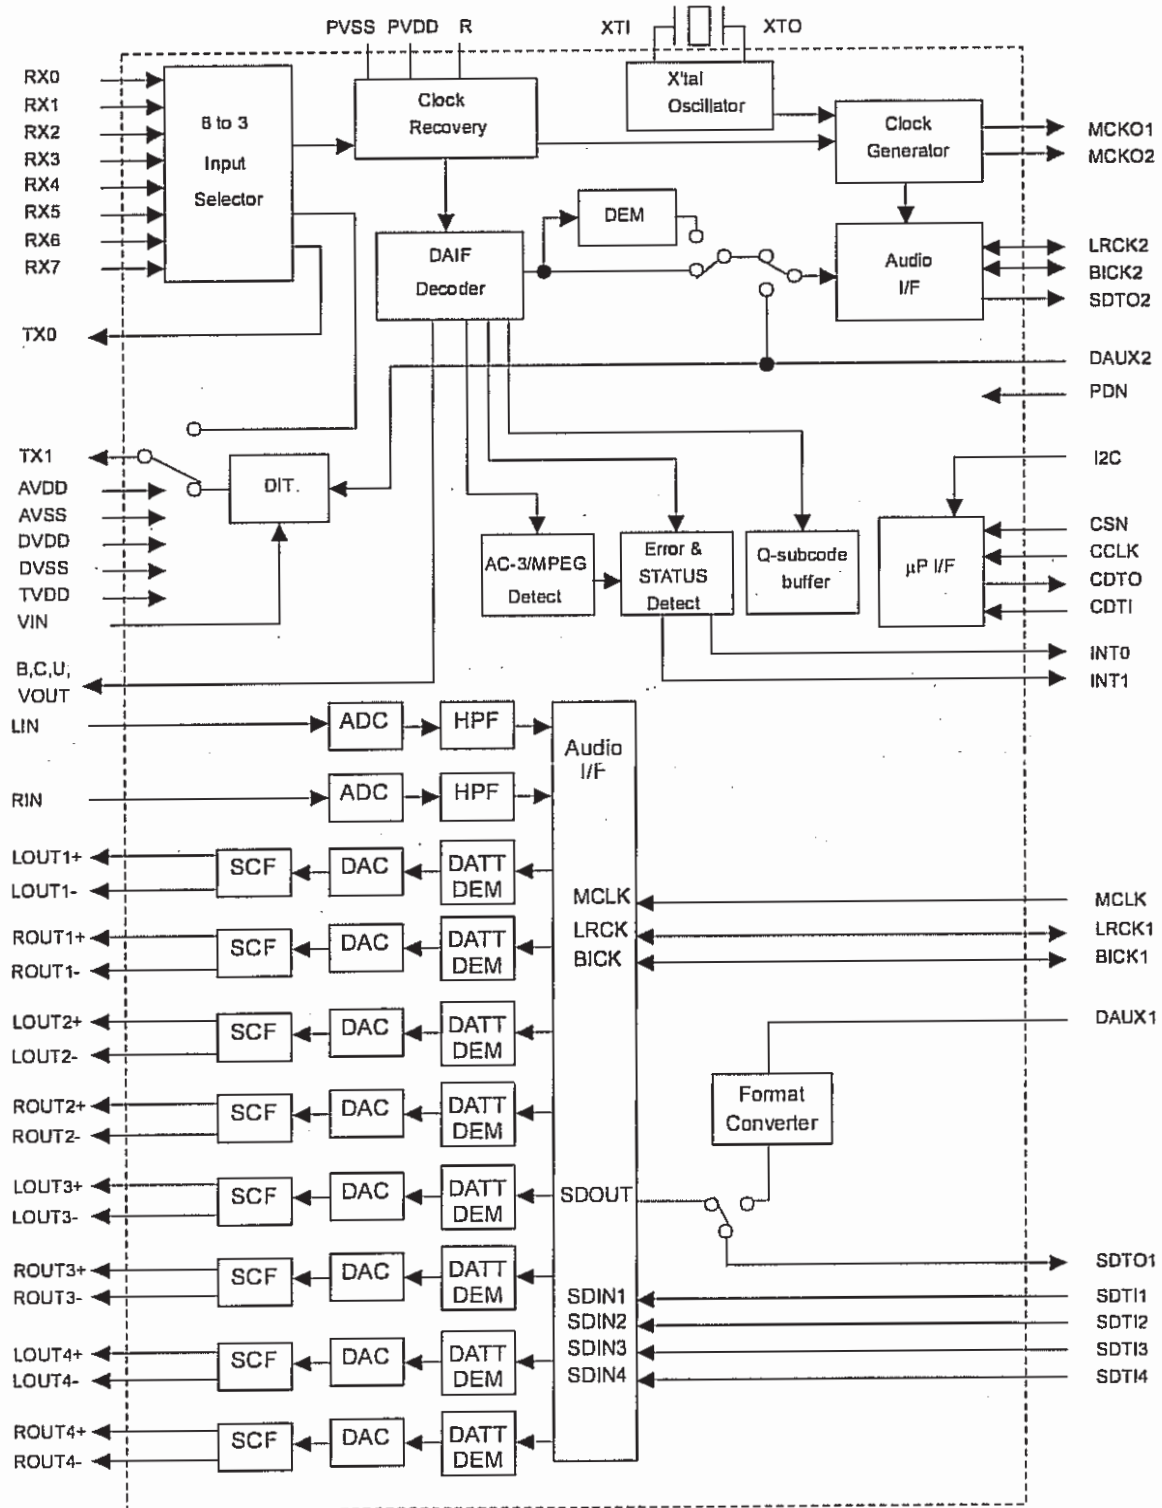 PVSS PVDD R
XTI XTO
RX0
RX1
RX2
RX3
RX4
RX5
RX6
RX7
8 to 3
Input
Selector
Clock
Recovery
X'tal
Oscillator
Clock
Generator
MCKO1
MCKO2
DEM
DAIF
Decoder
Audio
I/F
LRCK2
BICK2
SDTO2
TX0
DAUX2
PDN
TX1
AVDD
AVSS
DVDD
DVSS
TVDD
VIN
DIT.
I2C
AC-3/MPEG
Detect
Error &
STATUS
Detect
Q-subcode
buffer
µP I/F
CSN
CCLK
CDTO
CDTI
INT0
INT1
B,C,U,
VOUT
LIN
ADC
HPF
Audio
I/F
RIN
ADC
HPF
LOUT1+
LOUT1-
SCF
DAC
DATT
DEM
MCLK
MCLK
ROUT1+
ROUT1-
SCF
DAC
DATT
DEM
LRCK
BICK
LRCK1
BICK1
LOUT2+
LOUT2-
SCF
DAC
DATT
DEM
DAUX1
ROUT2+
ROUT2-
SCF
DAC
DATT
DEM
Format
Converter
LOUT3+
LOUT3-
SCF
DAC
DATT
DEM
SDOUT
ROUT3+
ROUT3-
SCF
DAC
DATT
DEM
SDTO1
SDIN1
SDIN2
SDIN3
SDIN4
SDTI1
SDTI2
SDTI3
SDTI4
LOUT4+
LOUT4-
SCF
DAC
DATT
DEM
ROUT4+
ROUT4-
SCF
DAC
DATT
DEM